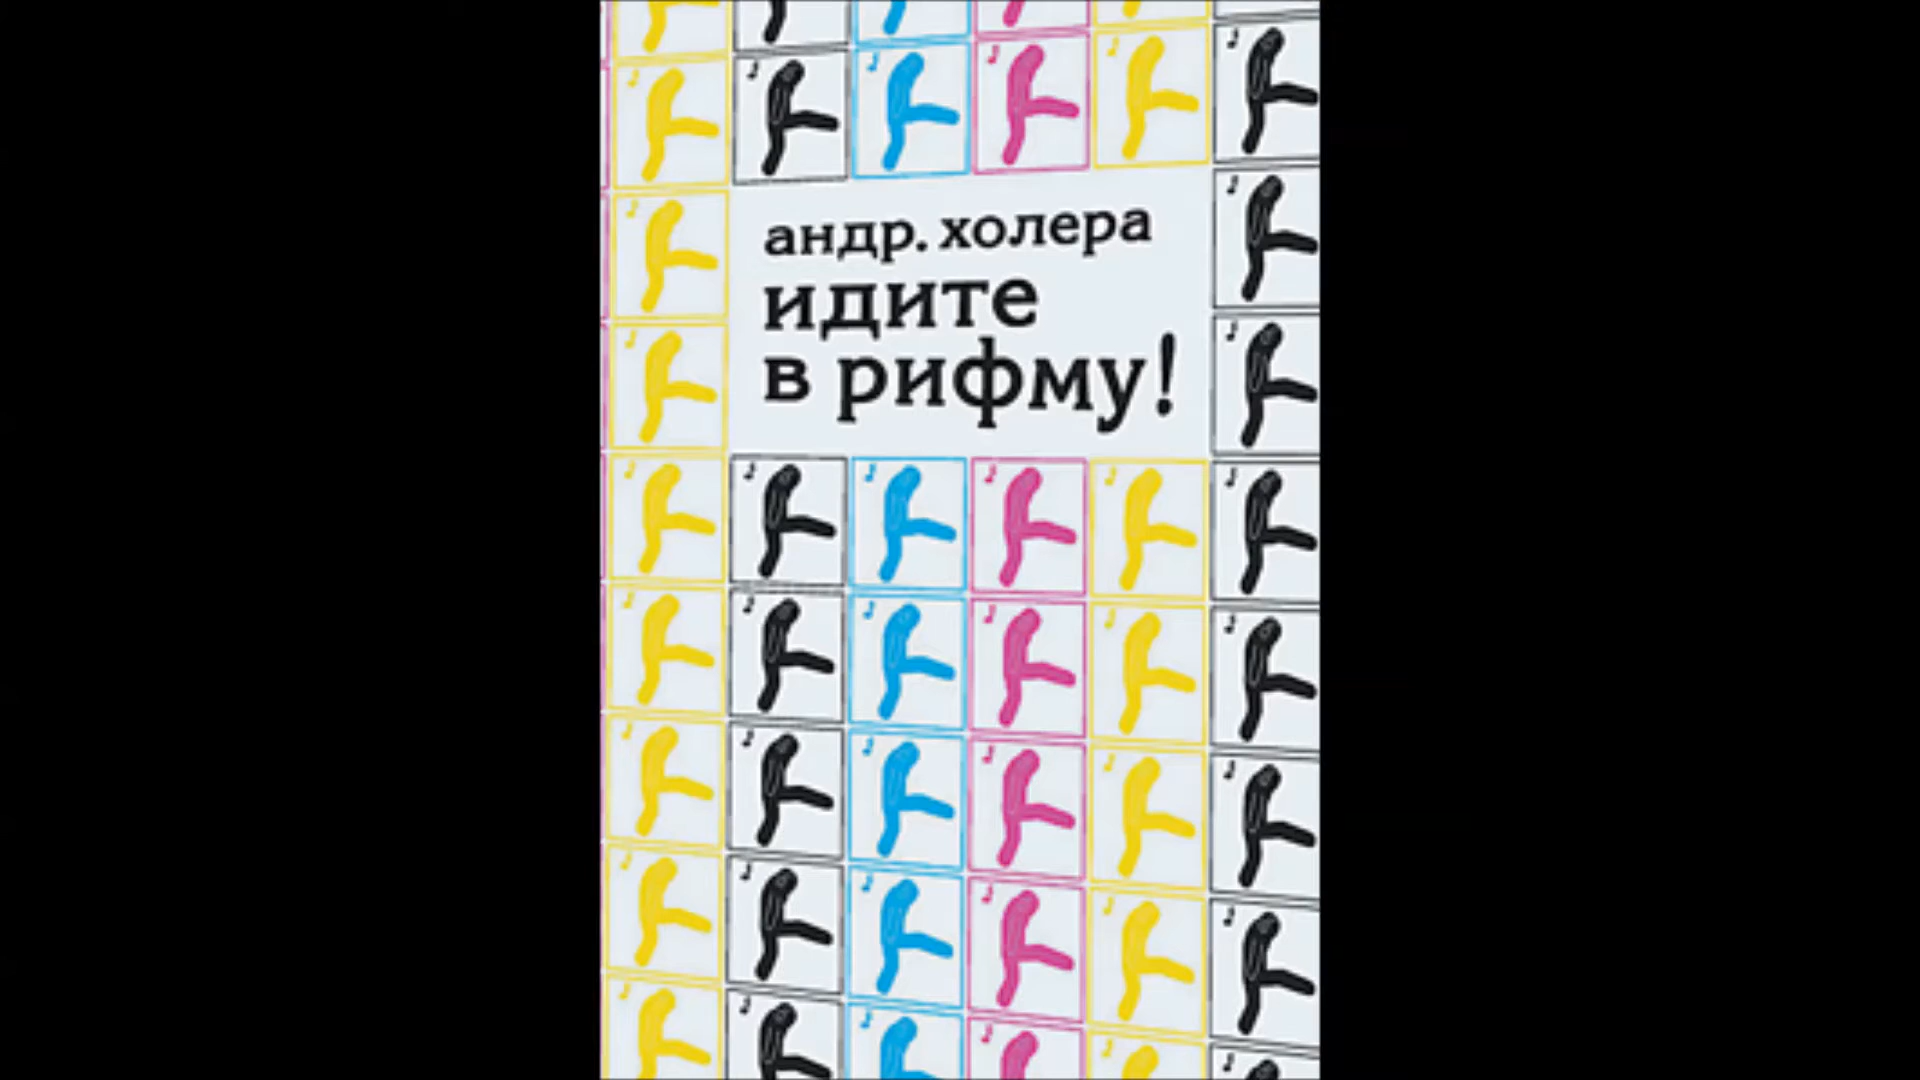 андр. холера
идите
в рифму!